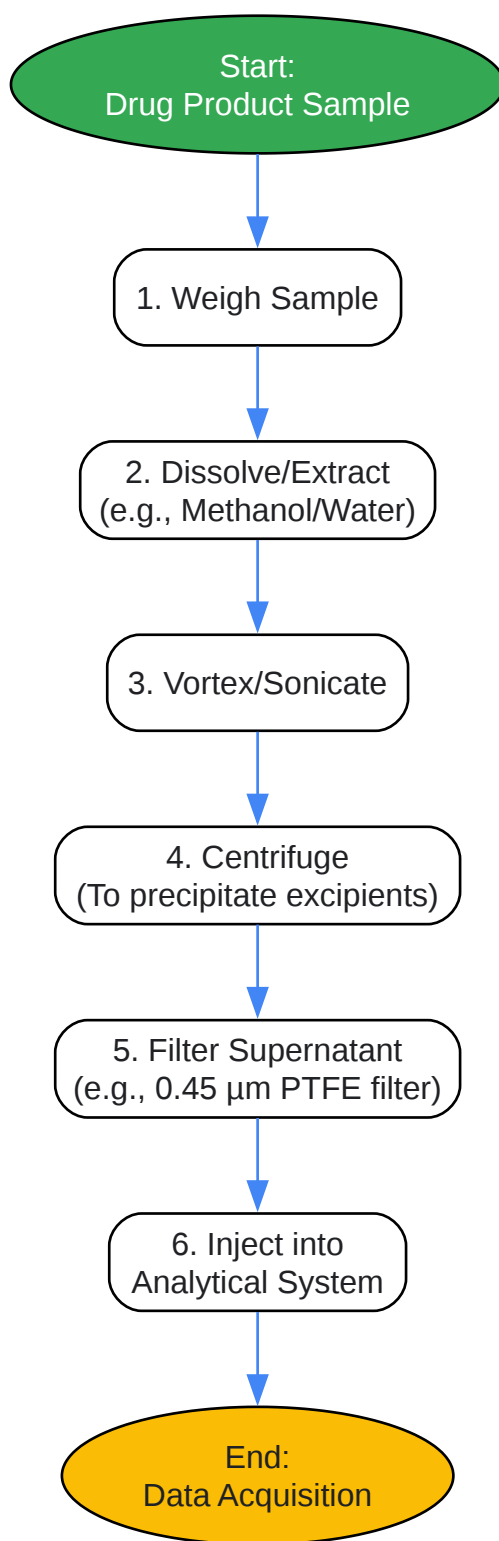 Start:
Drug Product Sample
1. Weigh Sample
2. Dissolve/Extract
(e.g., Methanol/Water)
3. Vortex/Sonicate
4. Centrifuge
(To precipitate excipients)
5. Filter Supernatant
(e.g., 0.45 µm PTFE filter)
6. Inject into
Analytical System
End:
Data Acquisition